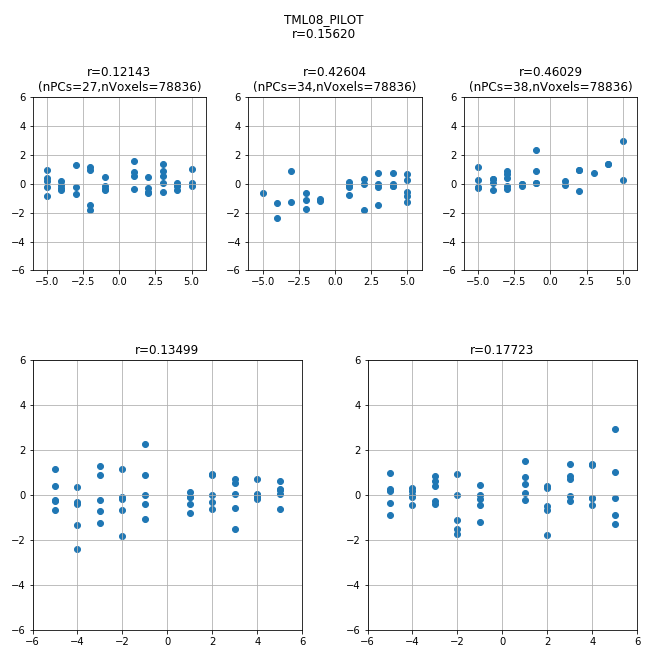 TML08_PILOT
r=0.15620
r=0.12143
(nPCs=27,nVoxels=78836)
r=0.42604
(nPCs=34,nVoxels=78836)
r=0.46029
(nPCs=38,nVoxels=78836)
6
4
2
0
−2
−4
−6
−5.0 −2.5 0.0 2.5 5.0
6
4
2
0
−2
−4
−6
−5.0 −2.5 0.0 2.5 5.0
6
4
2
0
−2
−4
−6
−5.0 −2.5 0.0 2.5 5.0
r=0.13499
6
4
2
0
−2
−4
−6
−6 −4 −2 0 2 4 6
r=0.17723
6
4
2
0
−2
−4
−6
−6 −4 −2 0 2 4 6